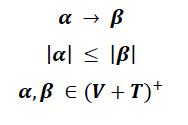 α → β
|α| ≤ |β|
α,β ∈ (V + T)⁺